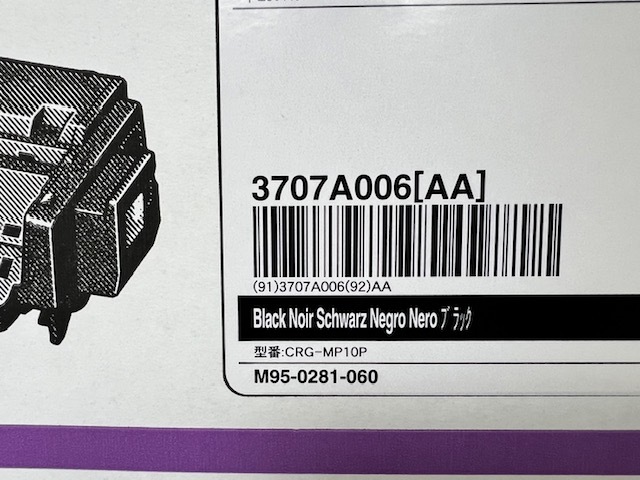 3707A006[AA]
(91)3707A006(92)AA
Black Noir Schwarz Negro Nero ブラック
型番:CRG-MP10P
M95-0281-060